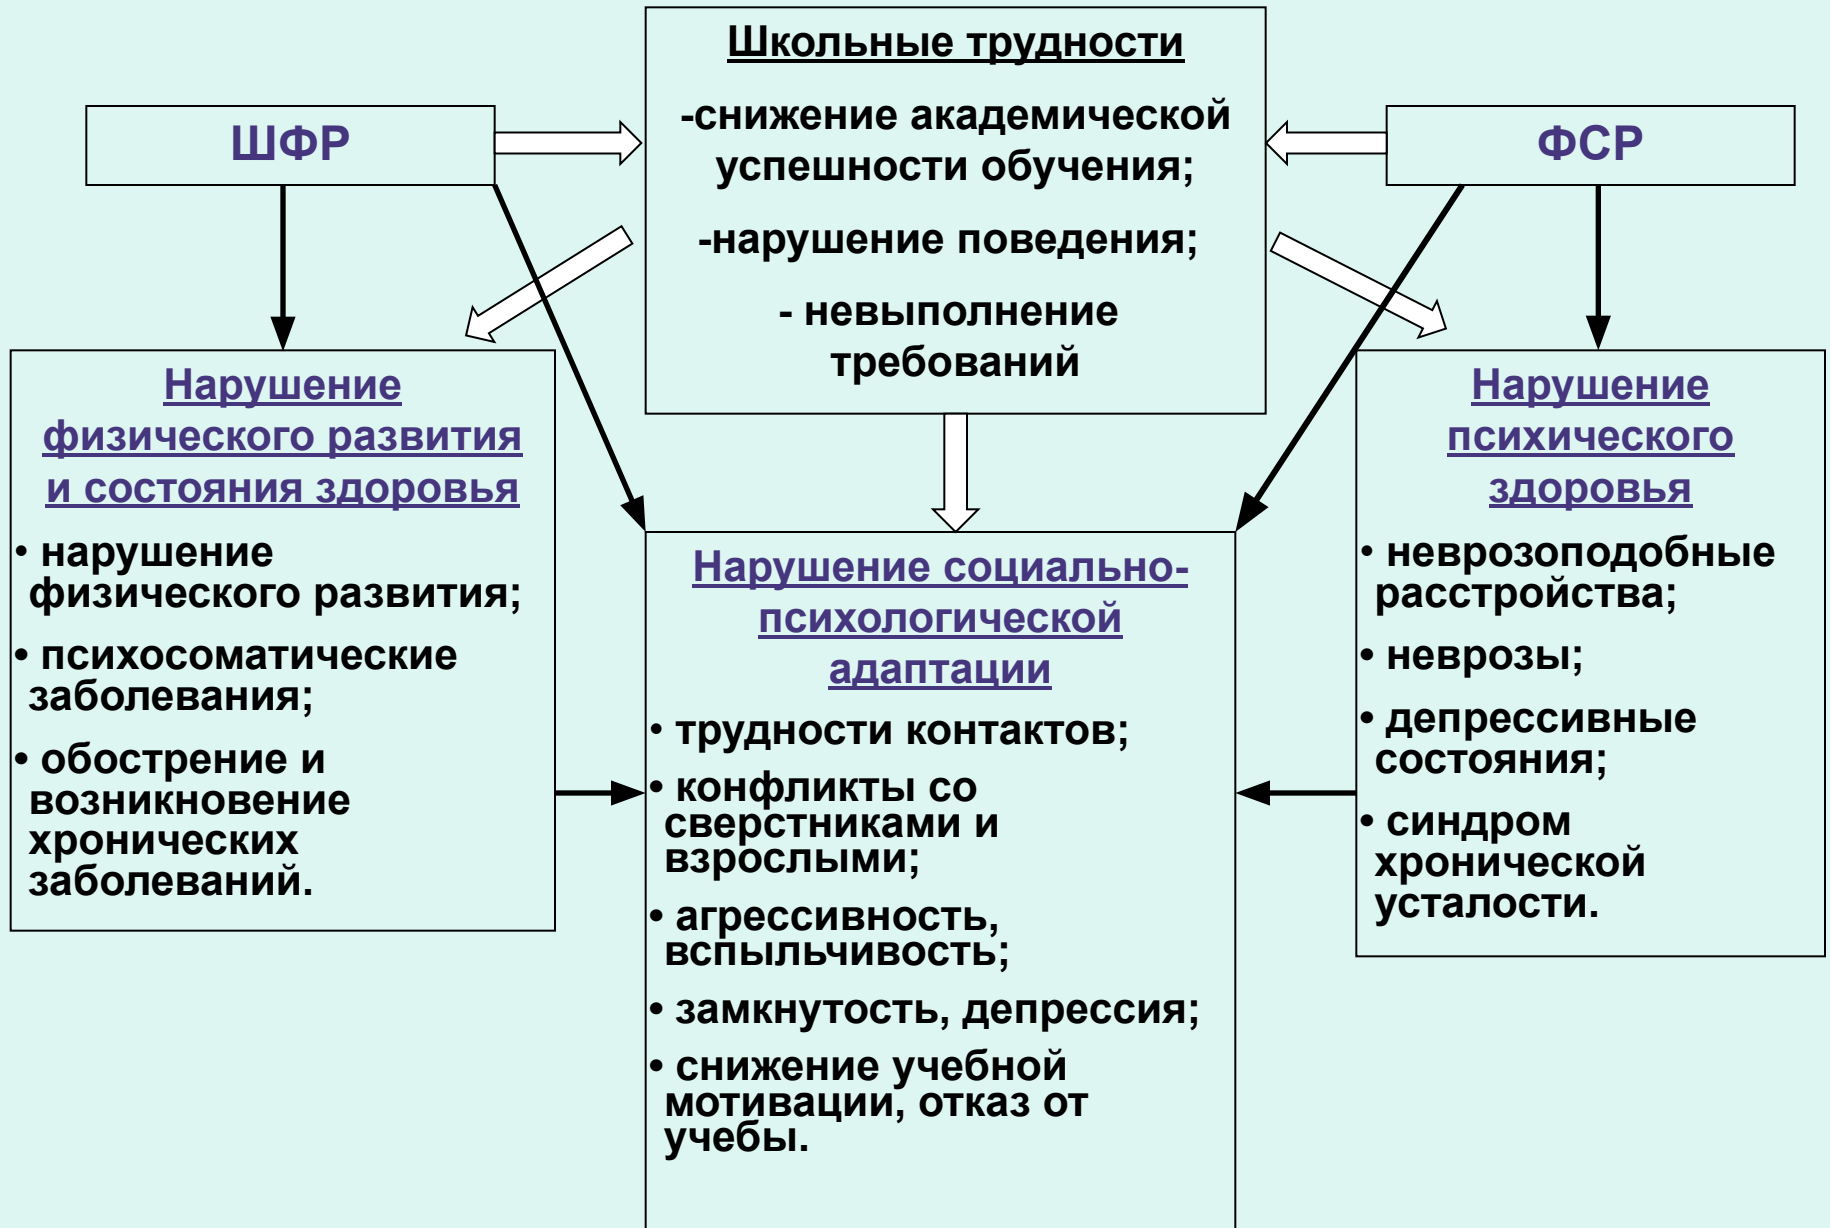 Школьные трудности
-снижение академической
успешности обучения;
-нарушение поведения;
- невыполнение
требований
ШФР
ФСР
Нарушение
физического развития
и состояния здоровья
• нарушение
физического развития;
• психосоматические
заболевания;
• обострение и
возникновение
хронических
заболеваний.
Нарушение социально-
психологической
адаптации
• трудности контактов;
• конфликты со
сверстниками и
взрослыми;
• агрессивность,
вспыльчивость;
• замкнутость, депрессия;
• снижение учебной
мотивации, отказ от
учебы.
Нарушение
психического
здоровья
• неврозоподобные
расстройства;
• неврозы;
• депрессивные
состояния;
• синдром
хронической
усталости.